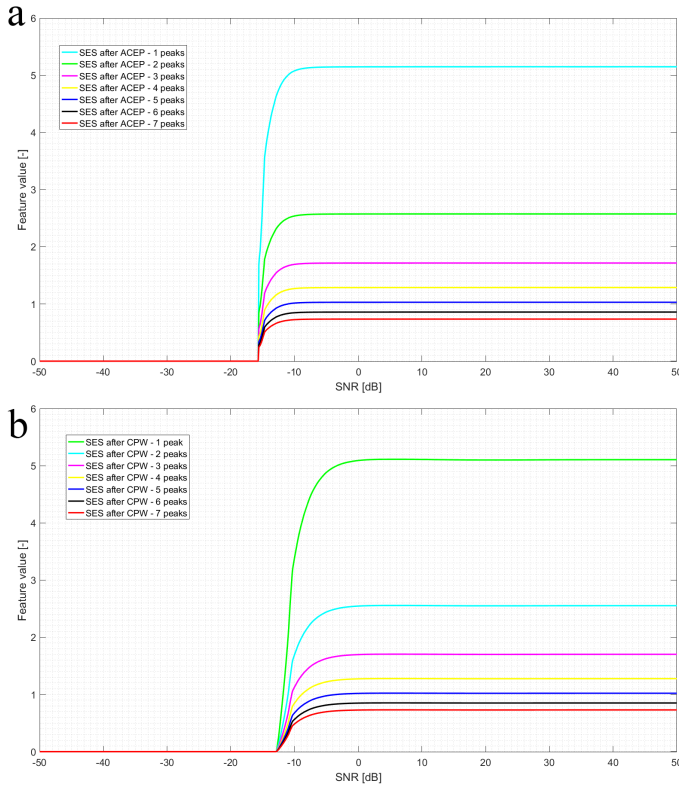 a
6
5
4
3
2
1
0
Feature value [-]
SES after ACEP - 1 peaks
SES after ACEP - 2 peaks
SES after ACEP - 3 peaks
SES after ACEP - 4 peaks
SES after ACEP - 5 peaks
SES after ACEP - 6 peaks
SES after ACEP - 7 peaks
-50 -40 -30 -20 -10 0 10 20 30 40 50
SNR [dB]
b
6
5
4
3
2
1
0
Feature value [-]
SES after CPW - 1 peak
SES after CPW - 2 peaks
SES after CPW - 3 peaks
SES after CPW - 4 peaks
SES after CPW - 5 peaks
SES after CPW - 6 peaks
SES after CPW - 7 peaks
-50 -40 -30 -20 -10 0 10 20 30 40 50
SNR [dB]